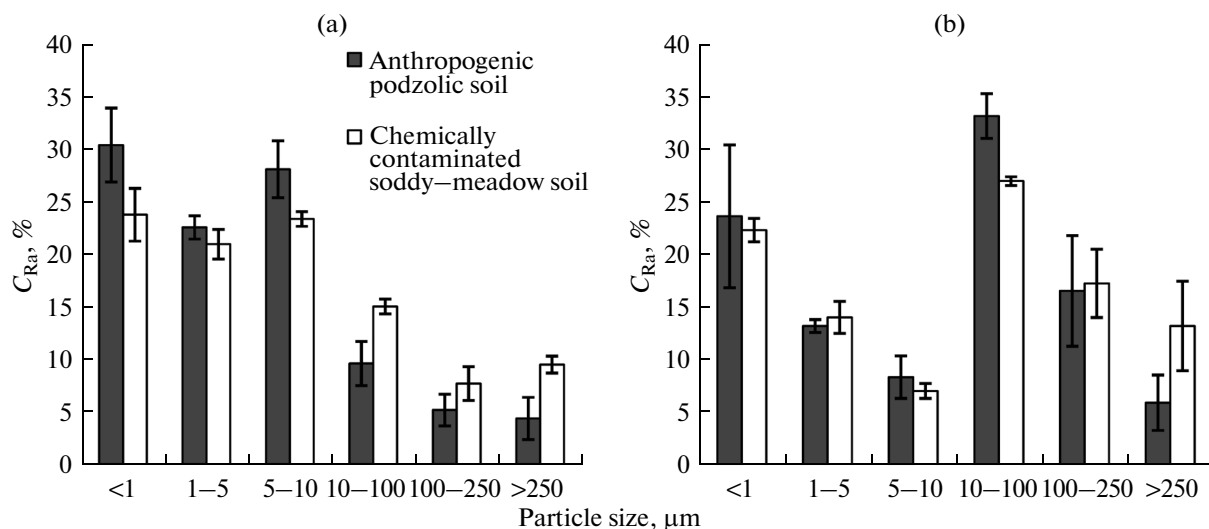 (a)
40
35
30
25
20
15
10
5
0
C_Ra, %
Anthropogenic
podzolic soil
Chemically
contaminated
soddy–meadow soil
<1 1–5 5–10 10–100 100–250 >250
(b)
40
35
30
25
20
15
10
5
0
C_Ra, %
<1 1–5 5–10 10–100 100–250 >250
Particle size, μm